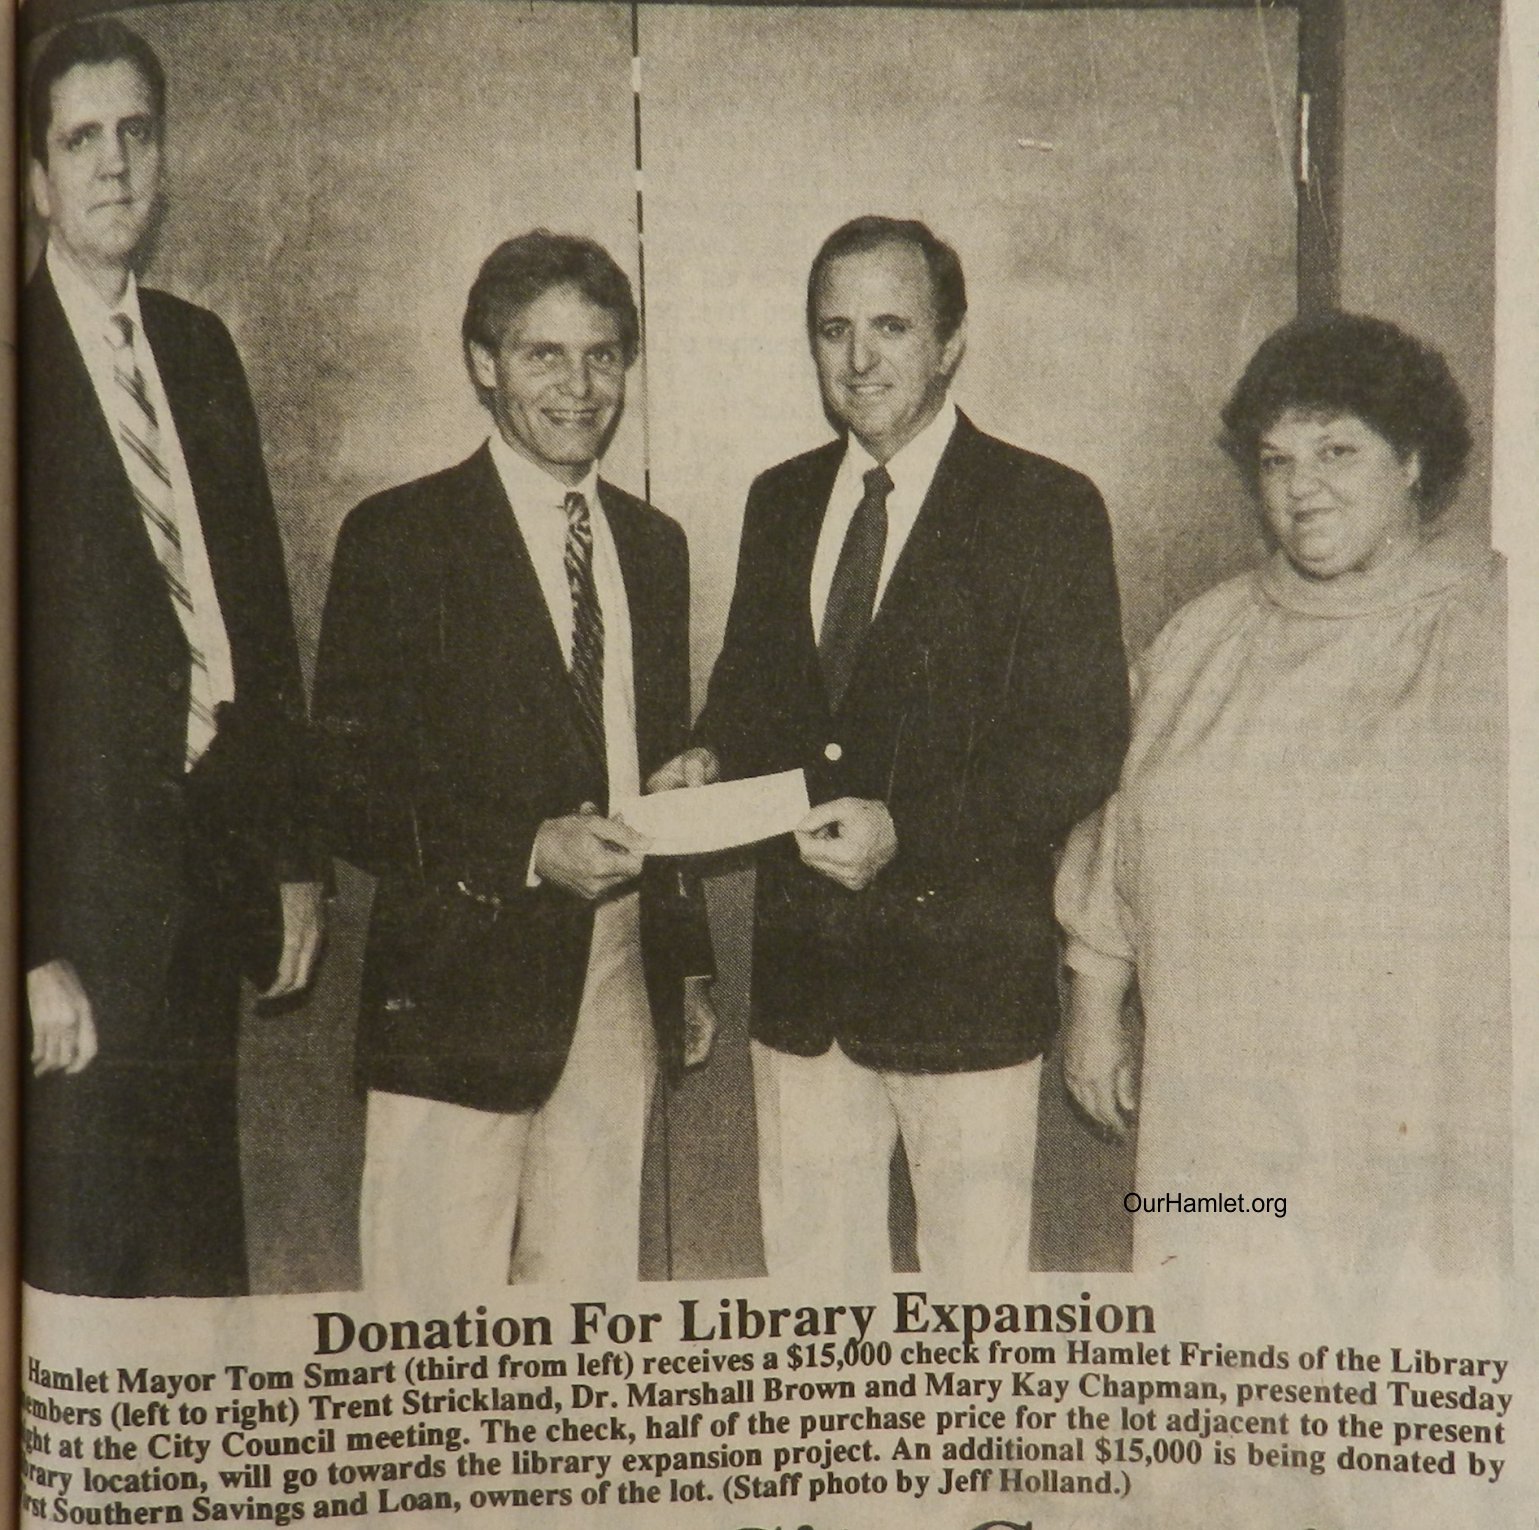 OurHamlet.org
Donation For Library Expansion
Hamlet Mayor Tom Smart (third from left) receives a $15,000 check from Hamlet Friends of the Library
embers (left to right) Trent Strickland, Dr. Marshall Brown and Mary Kay Chapman, presented Tuesday
ght at the City Council meeting. The check, half of the purchase price for the lot adjacent to the present
rary location, will go towards the library expansion project. An additional $15,000 is being donated by
rst Southern Savings and Loan, owners of the lot. (Staff photo by Jeff Holland.)